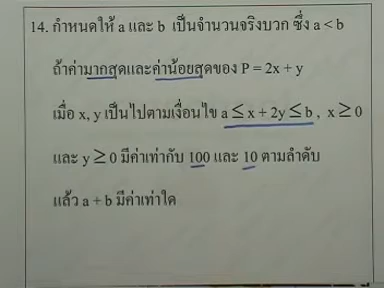 14. กำหนดให้ a และ b เป็นจำนวนจริงบวก ซึ่ง a < b
ถ้าค่ามากสุดและค่าน้อยสุดของ P = 2x + y
เมื่อ x, y เป็นไปตามเงื่อนไข a ≤ x + 2y ≤ b , x ≥ 0
และ y ≥ 0 มีค่าเท่ากับ 100 และ 10 ตามลำดับ
แล้ว a + b มีค่าเท่าใด